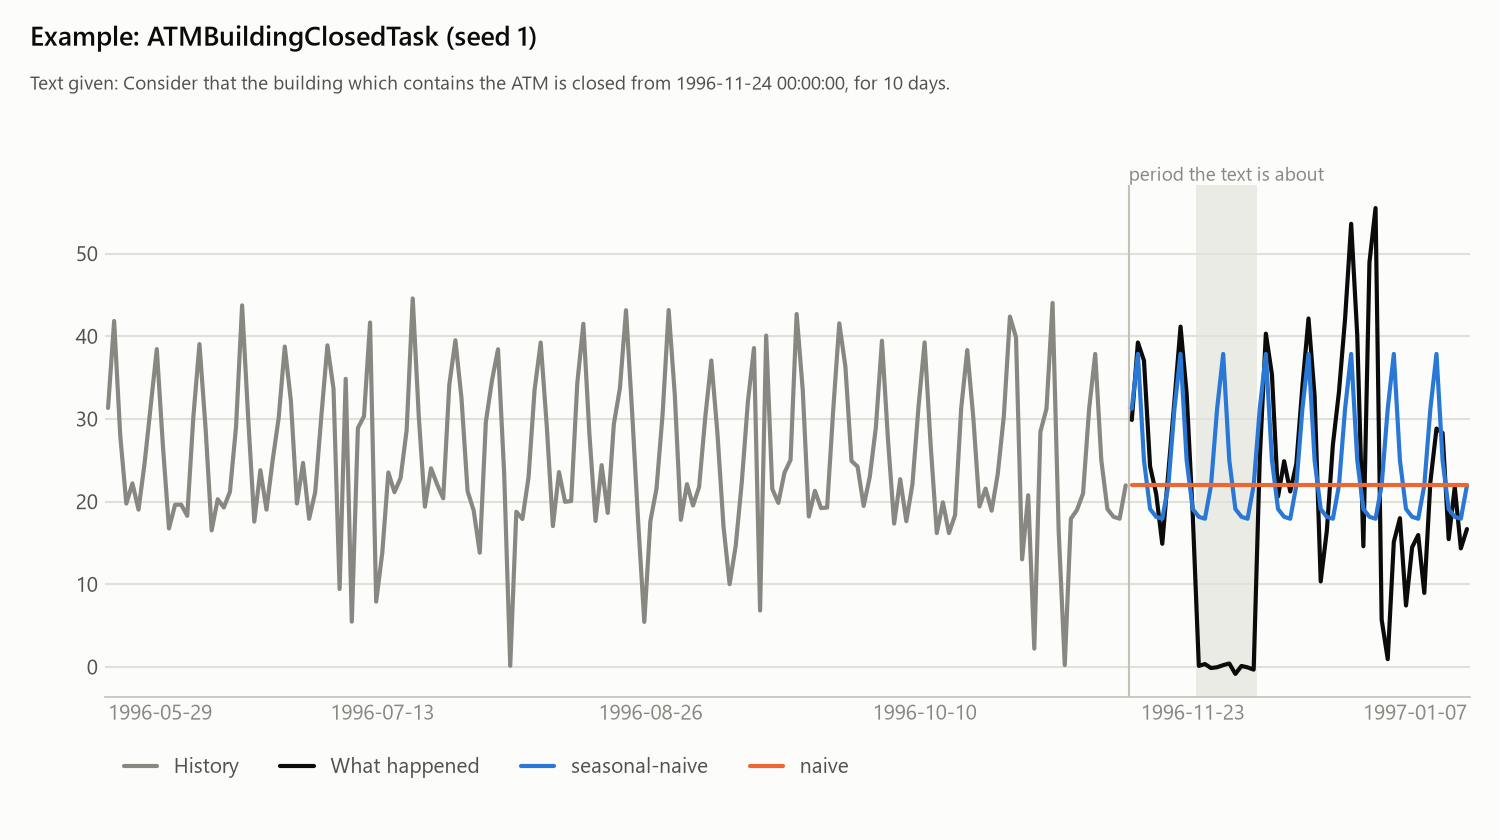 Example: ATMBuildingClosedTask (seed 1)
Text given: Consider that the building which contains the ATM is closed from 1996-11-24 00:00:00, for 10 days.
period the text is about
50
40
30
20
10
0
1996-05-29 1996-07-13 1996-08-26 1996-10-10 1996-11-23 1997-01-07
History What happened seasonal-naive naive